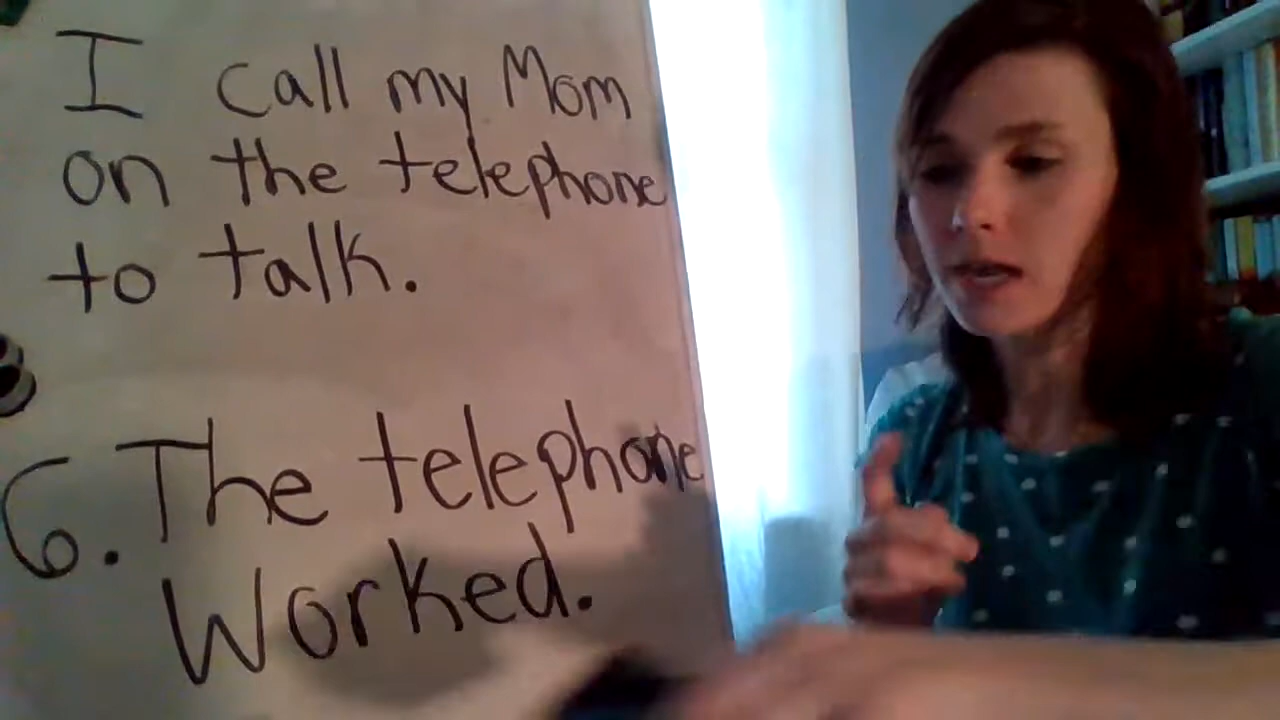 I call my Mom
on the telephone
to talk.
6. The telephone
Worked.